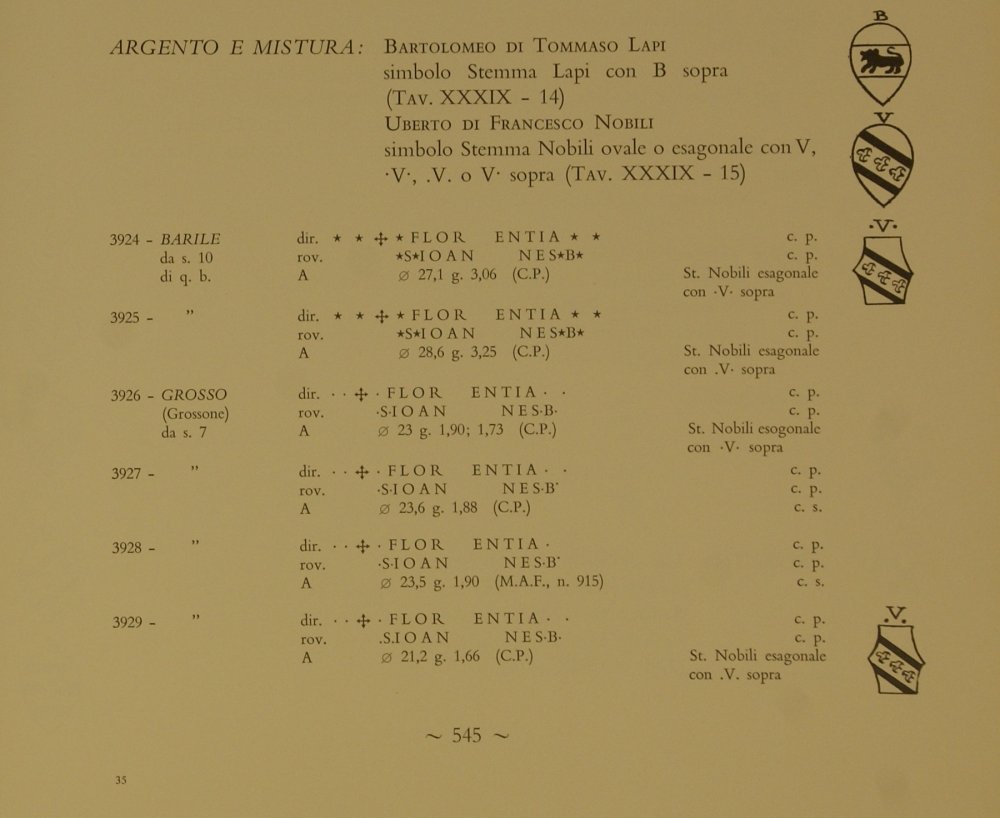 B
ARGENTO E MISTURA: BARTOLOMEO DI TOMMASO LAPI
simbolo Stemma Lapi con B sopra
(TAV. XXXIX - 14)
V
UBERTO DI FRANCESCO NOBILI
simbolo Stemma Nobili ovale o esagonale con V,
·V·, .V. o V· sopra (TAV. XXXIX - 15)
·V·
3924 - BARILE dir. ★ ★ ✣ ★ FLOR ENTIA ★ ★ c. p.
da s. 10 rov. ★S★IOAN NES★B★ c. p.
di q. b. A ∅ 27,1 g. 3,06 (C.P.) St. Nobili esagonale
con ·V· sopra
3925 - ” dir. ★ ★ ✣ ★ FLOR ENTIA ★ ★ c. p.
rov. ★S★IOAN NES★B★ c. p.
A ∅ 28,6 g. 3,25 (C.P.) St. Nobili esagonale
con .V· sopra
3926 - GROSSO dir. · · ✣ · FLOR ENTIA · · c. p.
(Grossone) rov. ·S·IOAN NES·B· c. p.
da s. 7 A ∅ 23 g. 1,90; 1,73 (C.P.) St. Nobili esogonale
con ·V· sopra
3927 - ” dir. · · ✣ · FLOR ENTIA · · c. p.
rov. ·S·IOAN NES·B˙ c. p.
A ∅ 23,6 g. 1,88 (C.P.) c. s.
3928 - ” dir. · · ✣ · FLOR ENTIA · c. p.
rov. ·S·IOAN NES·B˙ c. p.
A ∅ 23,5 g. 1,90 (M.A.F., n. 915) c. s.
.V.
3929 - ” dir. · · ✣ · FLOR ENTIA · · c. p.
rov. .S.IOAN NES·B· c. p.
A ∅ 21,2 g. 1,66 (C.P.) St. Nobili esagonale
con .V. sopra
~ 545 ~
35